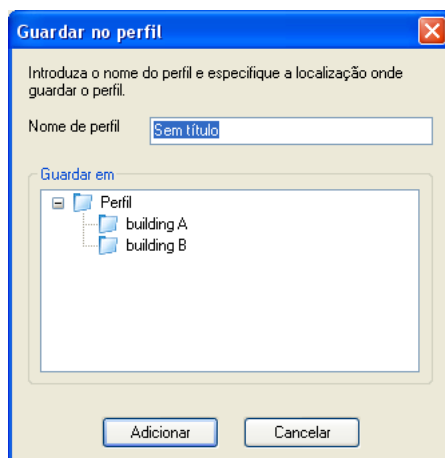 Guardar no perfil
Introduza o nome do perfil e especifique a localização onde
guardar o perfil.
Nome de perfil
Sem título
Guardar em
Perfil
building A
building B
Adicionar
Cancelar